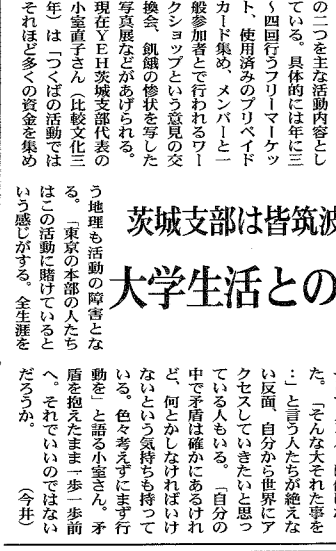 の二つを主な活動内容とし
ている。具体的には年に三
〜四回行うフリーマーケッ
ト、使用済みのプリペイド
カード集め、メンバーと一
般参加者とで行われるワー
クショップという意見の交
換会、飢餓の惨状を写した
写真展などがあげられる。
現在ＹＥＨ茨城支部代表の
小室直子さん（比較文化三
年）は「つくばの活動では
それほど多くの資金を集め
茨城支部は皆筑波
大学生活との
う地理も活動の障害とな
る。「東京の本部の人たち
はこの活動に賭けていると
いう感じがする。全生涯を
た。「そんな大それた事を
…」と言う人たちが絶えな
い反面、自分から世界にア
クセスしていきたいと思っ
ている人もいる。「自分の
中で矛盾は確かにあるけれ
ど、何とかしなければいけ
ないという気持ちも持って
いる。色々考えずにまず行
動を」と語る小室さん。矛
盾を抱えたまま一歩一歩前
へ。それでいいのではない
だろうか。
（今井）